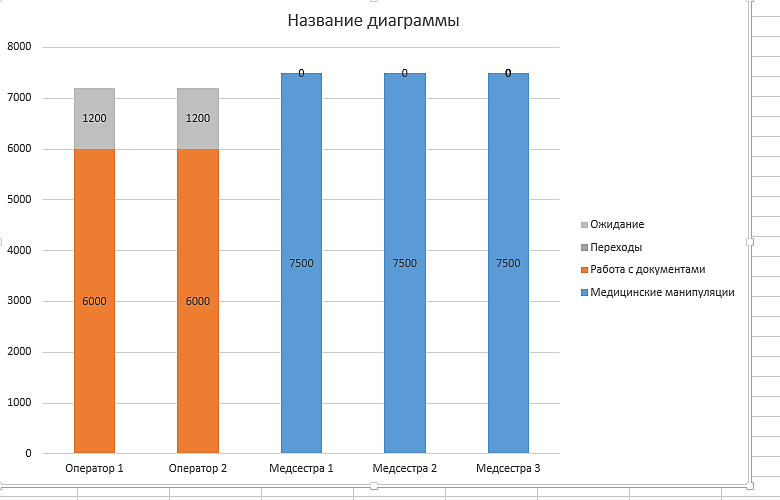 Название диаграммы
8000
7000
6000
5000
4000
3000
2000
1000
0
1200
1200
0
0
0
6000
6000
7500
7500
7500
Оператор 1
Оператор 2
Медсестра 1
Медсестра 2
Медсестра 3
Ожидание
Переходы
Работа с документами
Медицинские манипуляции